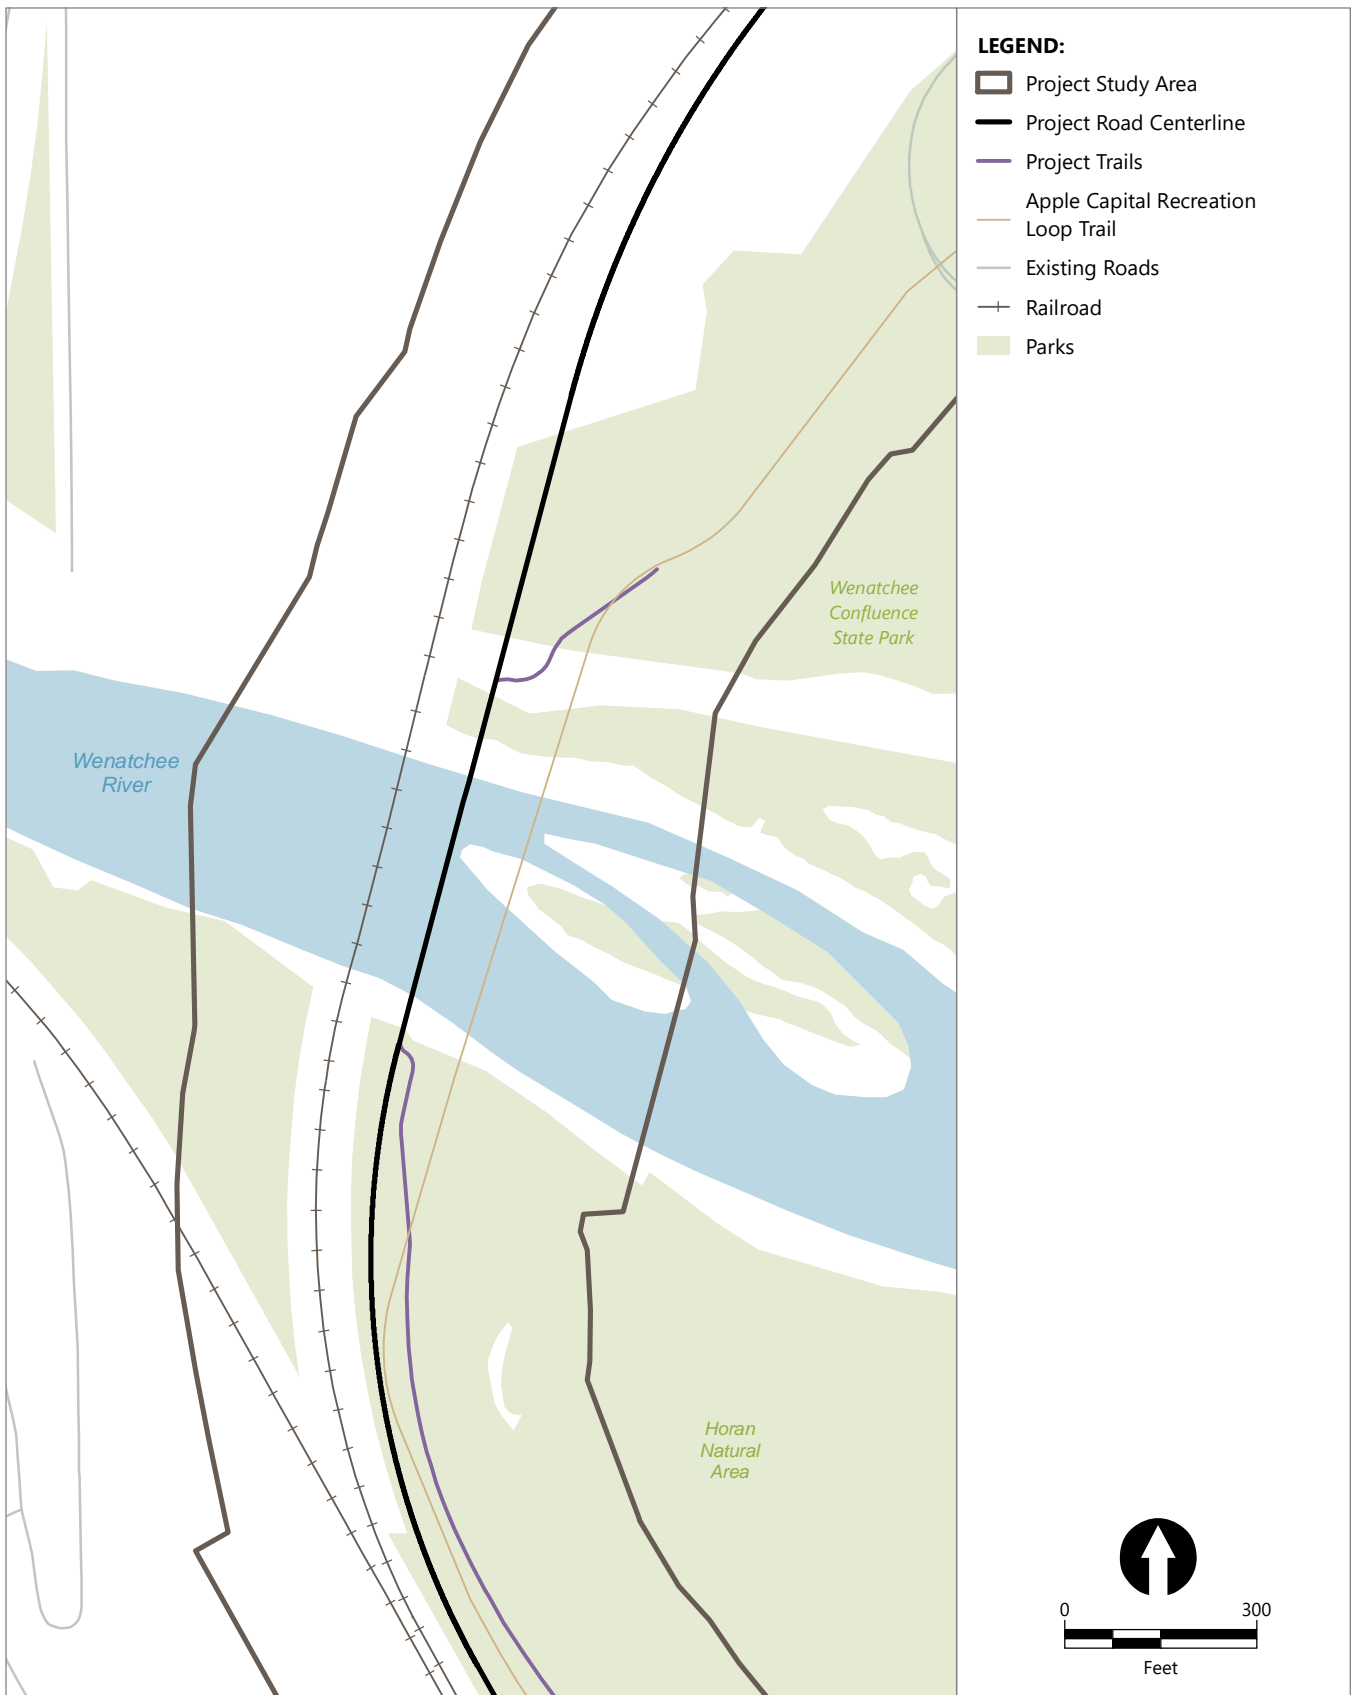 LEGEND:
Project Study Area
Project Road Centerline
Project Trails
Apple Capital Recreation
Loop Trail
Existing Roads
Railroad
Parks
Wenatchee
Confluence
State Park
Wenatchee
River
Horan
Natural
Area
0 300
Feet